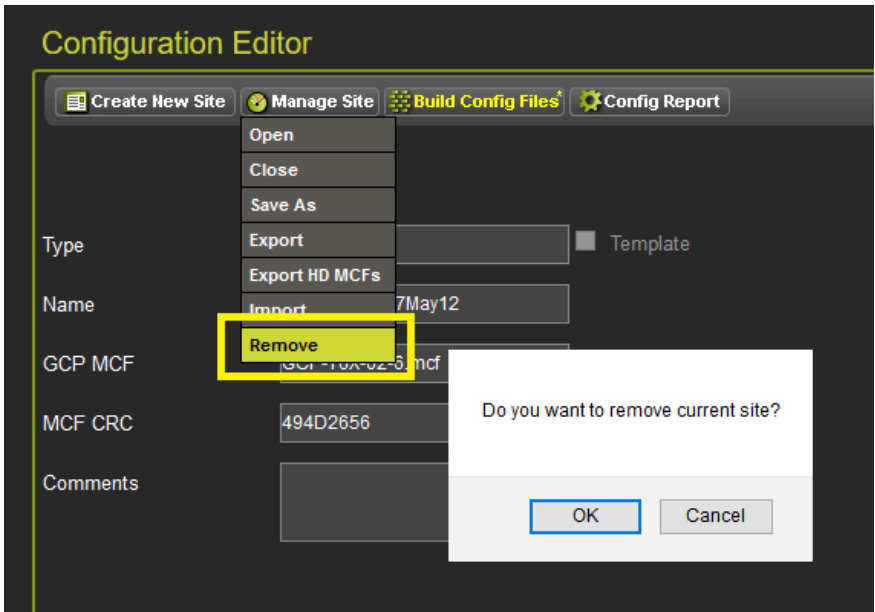 Configuration Editor
Create New Site Manage Site Build Config Files* Config Report
Open
Close
Save As
Type Export Template
Export HD MCFs
Name Import 7May12
Remove
GCP MCF mcf
Do you want to remove current site?
MCF CRC 494D2656
Comments
OK Cancel